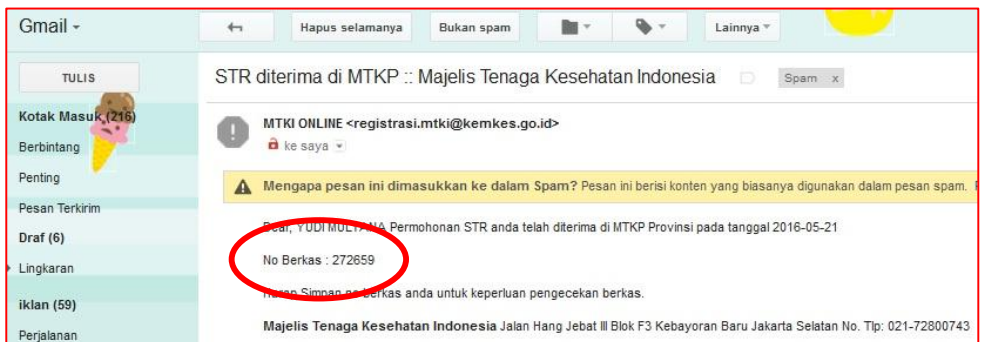 Gmail
Hapus selamanya
Bukan spam
Lainnya
TULIS
STR diterima di MTKP :: Majelis Tenaga Kesehatan Indonesia
Spam x
Kotak Masuk (216)
Berbintang
Penting
Pesan Terkirim
Draf (6)
Lingkaran
iklan (59)
Perjalanan
MTKI ONLINE <registrasi.mtki@kemkes.go.id>
ke saya
Mengapa pesan ini dimasukkan ke dalam Spam? Pesan ini berisi konten yang biasanya digunakan dalam pesan spam.
Dear, YUDI MULYANA Permohonan STR anda telah diterima di MTKP Provinsi pada tanggal 2016-05-21
No Berkas : 272659
Harap Simpan no berkas anda untuk keperluan pengecekan berkas.
Majelis Tenaga Kesehatan Indonesia Jalan Hang Jebat III Blok F3 Kebayoran Baru Jakarta Selatan No. Tlp: 021-72800743